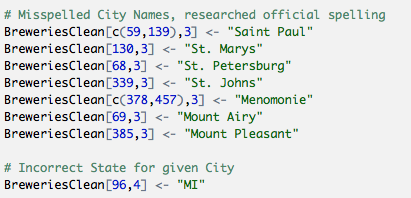 # Misspelled City Names, researched official spelling
BreweriesClean[c(59,139),3] <- "Saint Paul"
BreweriesClean[130,3] <- "St. Marys"
BreweriesClean[68,3] <- "St. Petersburg"
BreweriesClean[339,3] <- "St. Johns"
BreweriesClean[c(378,457),3] <- "Menomonie"
BreweriesClean[69,3] <- "Mount Airy"
BreweriesClean[385,3] <- "Mount Pleasant"
# Incorrect State for given City
BreweriesClean[96,4] <- "MI"